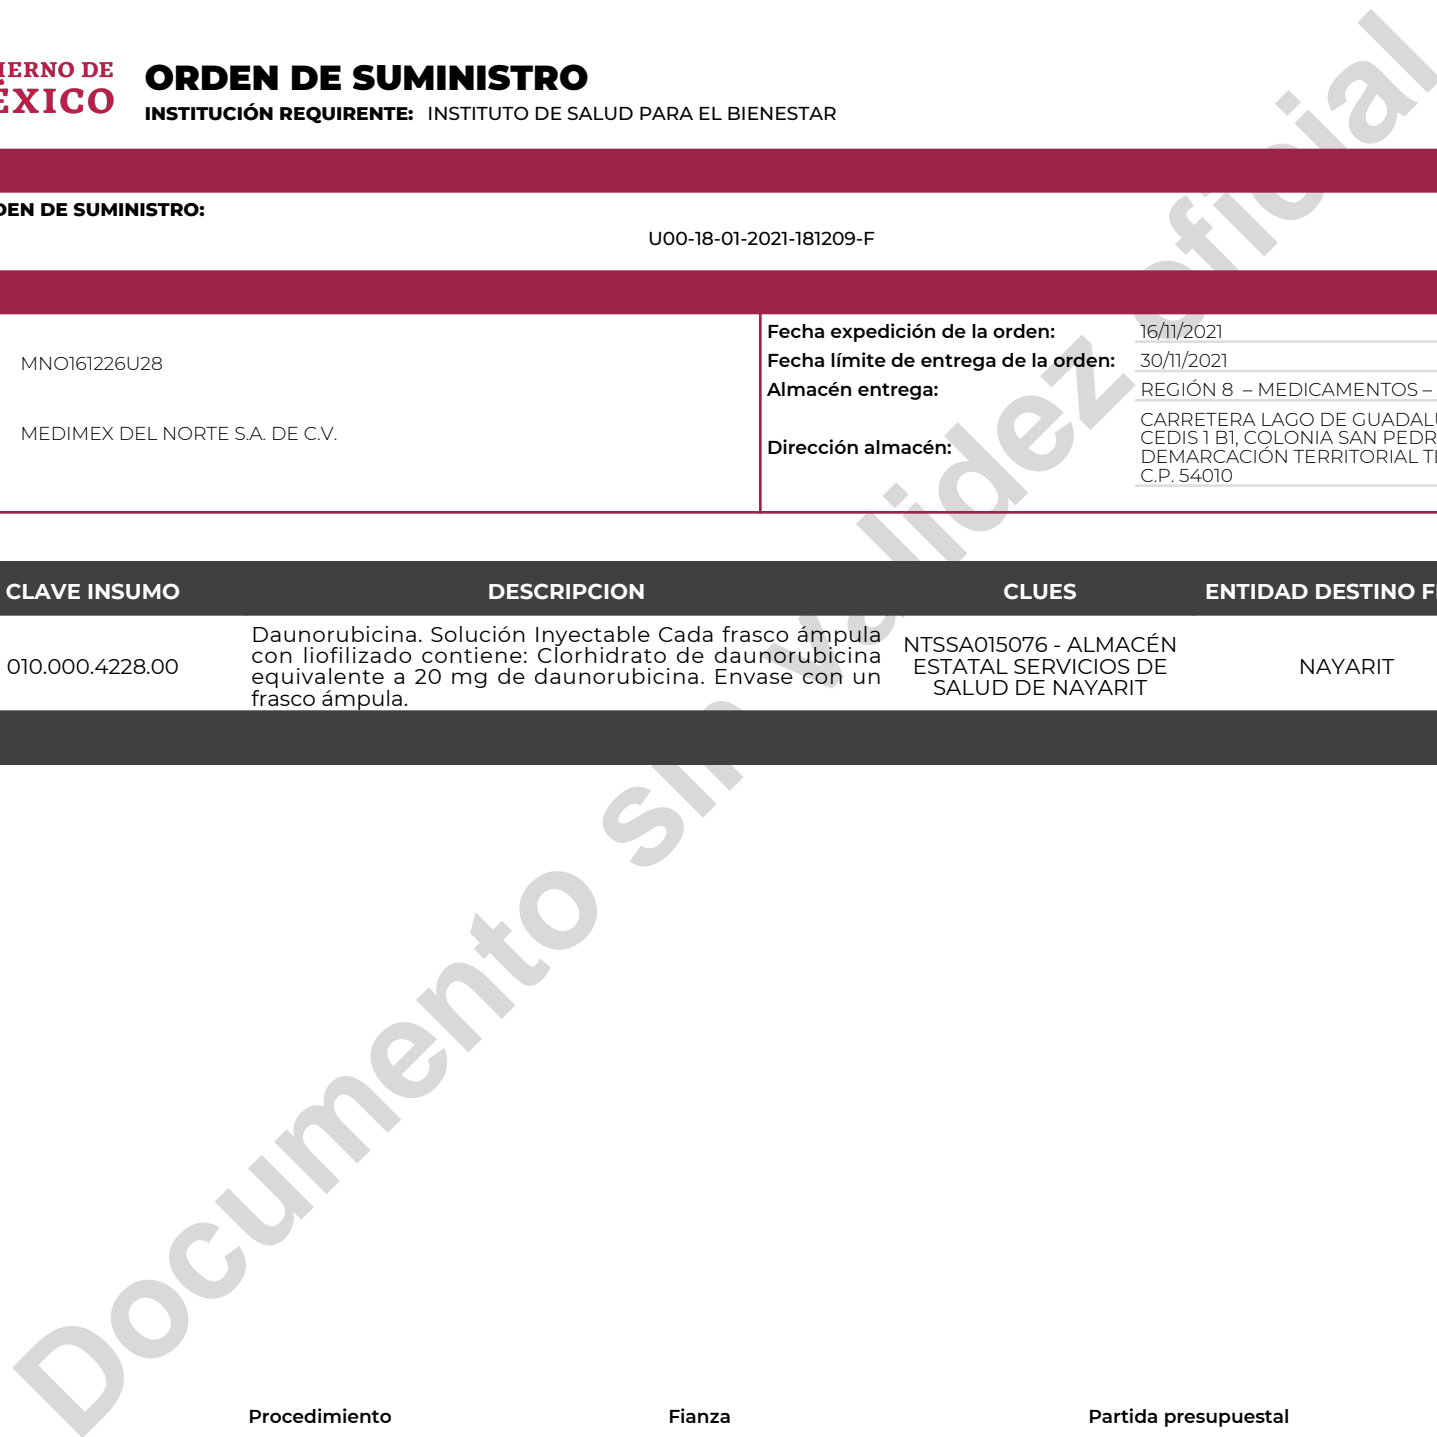 IERNO DE
ÉXICO
ORDEN DE SUMINISTRO
INSTITUCIÓN REQUIRENTE: INSTITUTO DE SALUD PARA EL BIENESTAR
DEN DE SUMINISTRO:
U00-18-01-2021-181209-F
MNO161226U28
MEDIMEX DEL NORTE S.A. DE C.V.
Fecha expedición de la orden: 16/11/2021
Fecha límite de entrega de la orden: 30/11/2021
Almacén entrega: REGIÓN 8 – MEDICAMENTOS –
Dirección almacén:
CARRETERA LAGO DE GUADALU
CEDIS 1 B1, COLONIA SAN PEDR
DEMARCACIÓN TERRITORIAL TL
C.P. 54010
CLAVE INSUMO DESCRIPCION CLUES ENTIDAD DESTINO FI
010.000.4228.00
Daunorubicina. Solución Inyectable Cada frasco ámpula
con liofilizado contiene: Clorhidrato de daunorubicina
equivalente a 20 mg de daunorubicina. Envase con un
frasco ámpula.
NTSSA015076 - ALMACÉN
ESTATAL SERVICIOS DE
SALUD DE NAYARIT
NAYARIT
Procedimiento Fianza Partida presupuestal
Documento sin validez oficial